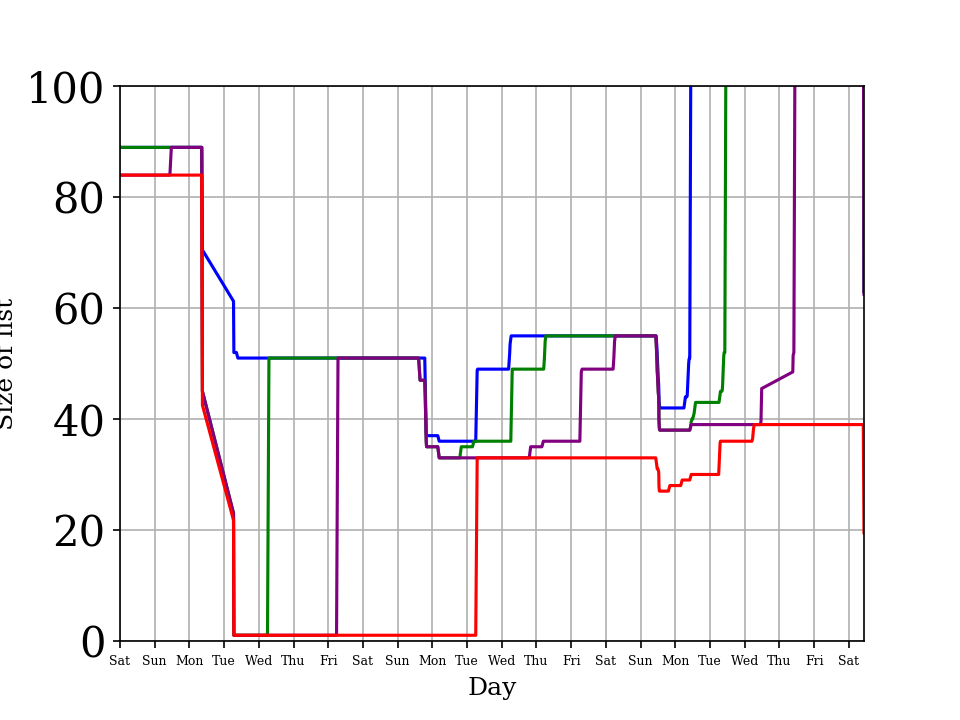 100
80
60
40
20
0
Size of list
Sat Sun Mon Tue Wed Thu Fri Sat Sun Mon Tue Wed Thu Fri Sat Sun Mon Tue Wed Thu Fri Sat
Day